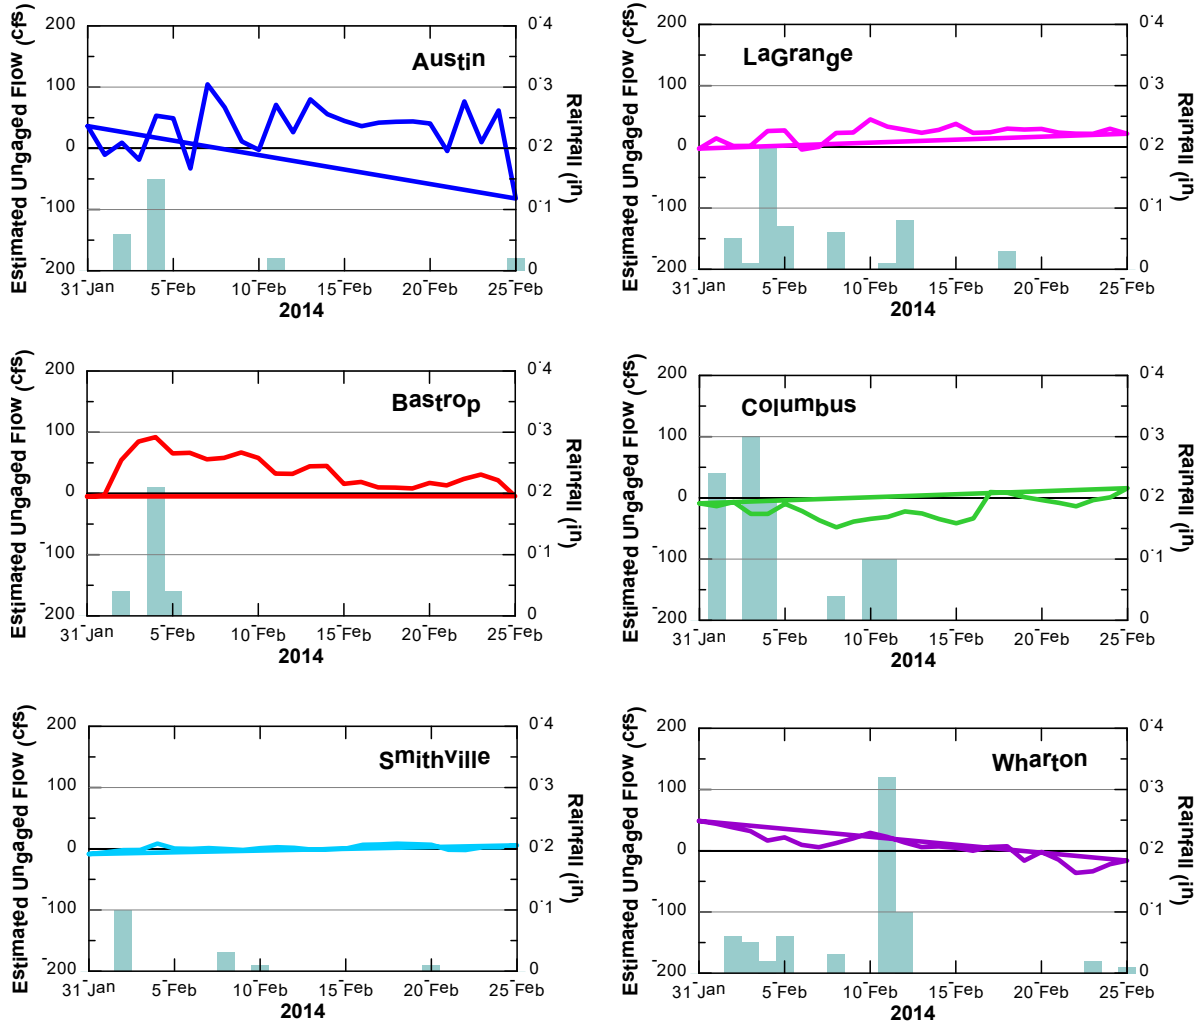 Austin
Estimated Ungaged Flow (cfs)
200
100
0
-100
200
0.4
0.3
0.2
0.1
0
Rainfall (in)
31-Jan 5-Feb 10-Feb 15-Feb 20-Feb 25-Feb
2014
LaGrange
Estimated Ungaged Flow (cfs)
200
100
0
-100
200
0.4
0.3
0.2
0.1
0
Rainfall (in)
31-Jan 5-Feb 10-Feb 15-Feb 20-Feb 25-Feb
2014
Bastrop
Estimated Ungaged Flow (cfs)
200
100
0
-100
200
0.4
0.3
0.2
0.1
0
Rainfall (in)
31-Jan 5-Feb 10-Feb 15-Feb 20-Feb 25-Feb
2014
Columbus
Estimated Ungaged Flow (cfs)
200
100
0
-100
200
0.4
0.3
0.2
0.1
0
Rainfall (in)
31-Jan 5-Feb 10-Feb 15-Feb 20-Feb 25-Feb
2014
Smithville
Estimated Ungaged Flow (cfs)
200
100
0
-100
200
0.4
0.3
0.2
0.1
0
Rainfall (in)
31-Jan 5-Feb 10-Feb 15-Feb 20-Feb 25-Feb
2014
Wharton
Estimated Ungaged Flow (cfs)
200
100
0
-100
200
0.4
0.3
0.2
0.1
0
Rainfall (in)
31-Jan 5-Feb 10-Feb 15-Feb 20-Feb 25-Feb
2014